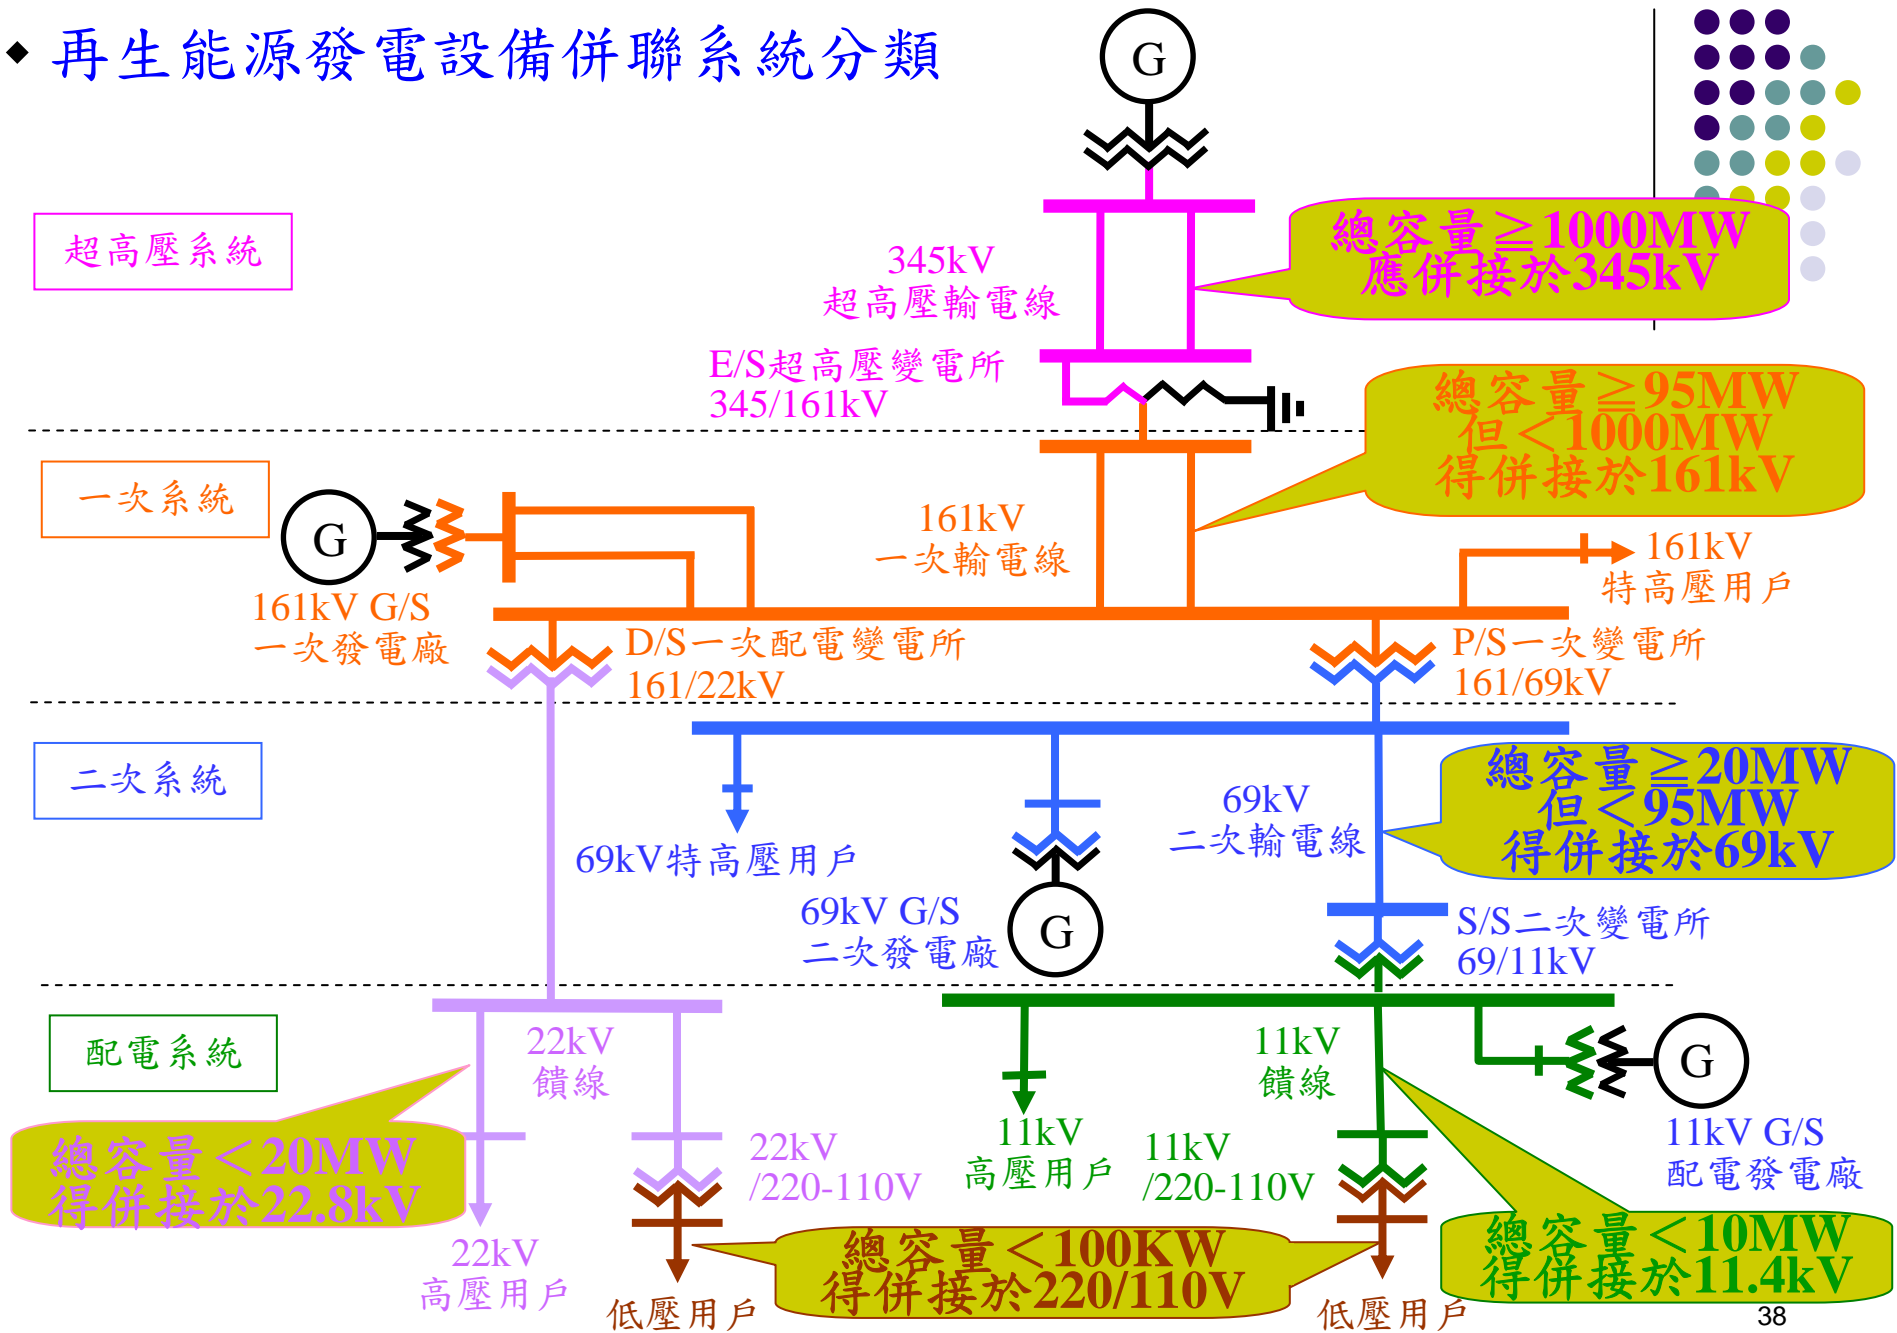 再生能源發電設備併聯系統分類
G
超高壓系統
345kV
超高壓輸電線
總容量≧1000MW
應併接於345kV
E/S超高壓變電所
345/161kV
總容量≧95MW
但＜1000MW
得併接於161kV
一次系統
G
161kV G/S
一次發電廠
161kV
一次輸電線
161kV
特高壓用戶
D/S一次配電變電所
161/22kV
P/S一次變電所
161/69kV
二次系統
69kV特高壓用戶
69kV G/S
二次發電廠
G
69kV
二次輸電線
總容量≧20MW
但＜95MW
得併接於69kV
S/S二次變電所
69/11kV
配電系統
22kV
饋線
11kV
饋線
G
11kV G/S
配電發電廠
總容量＜20MW
得併接於22.8kV
22kV
高壓用戶
22kV
/220-110V
低壓用戶
11kV
高壓用戶
11kV
/220-110V
總容量＜100KW
得併接於220/110V
低壓用戶
總容量＜10MW
得併接於11.4kV
38